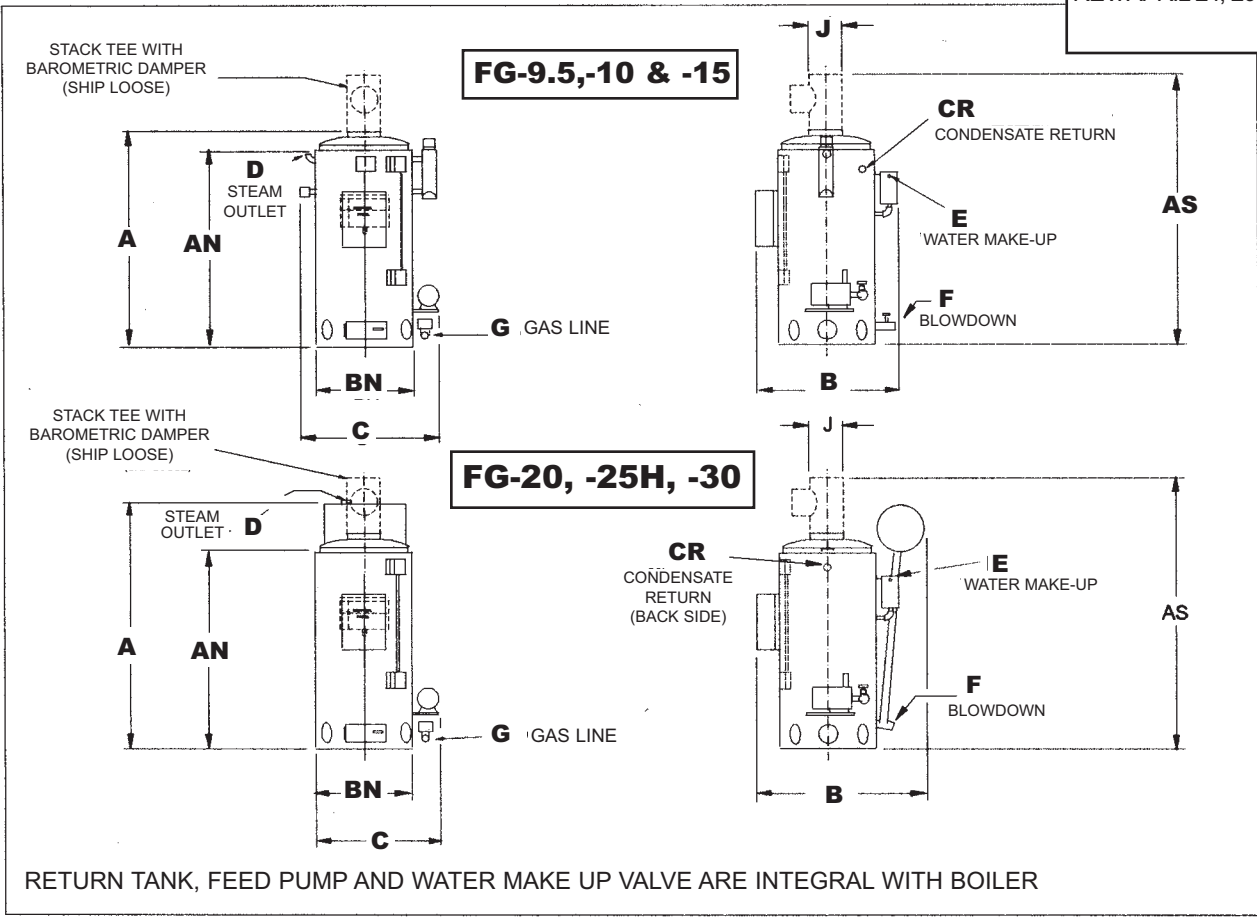 STACK TEE WITH
BAROMETRIC DAMPER
(SHIP LOOSE)
FG-9.5,-10 & -15
J
CR
CONDENSATE RETURN
D
STEAM
OUTLET
A
AN
AS
E
WATER MAKE-UP
F
BLOWDOWN
G GAS LINE
BN
B
C
STACK TEE WITH
BAROMETRIC DAMPER
(SHIP LOOSE)
J
FG-20, -25H, -30
STEAM
OUTLET D
CR
CONDENSATE
RETURN
(BACK SIDE)
E
WATER MAKE-UP
AS
A
AN
F
BLOWDOWN
G GAS LINE
BN
B
C
RETURN TANK, FEED PUMP AND WATER MAKE UP VALVE ARE INTEGRAL WITH BOILER